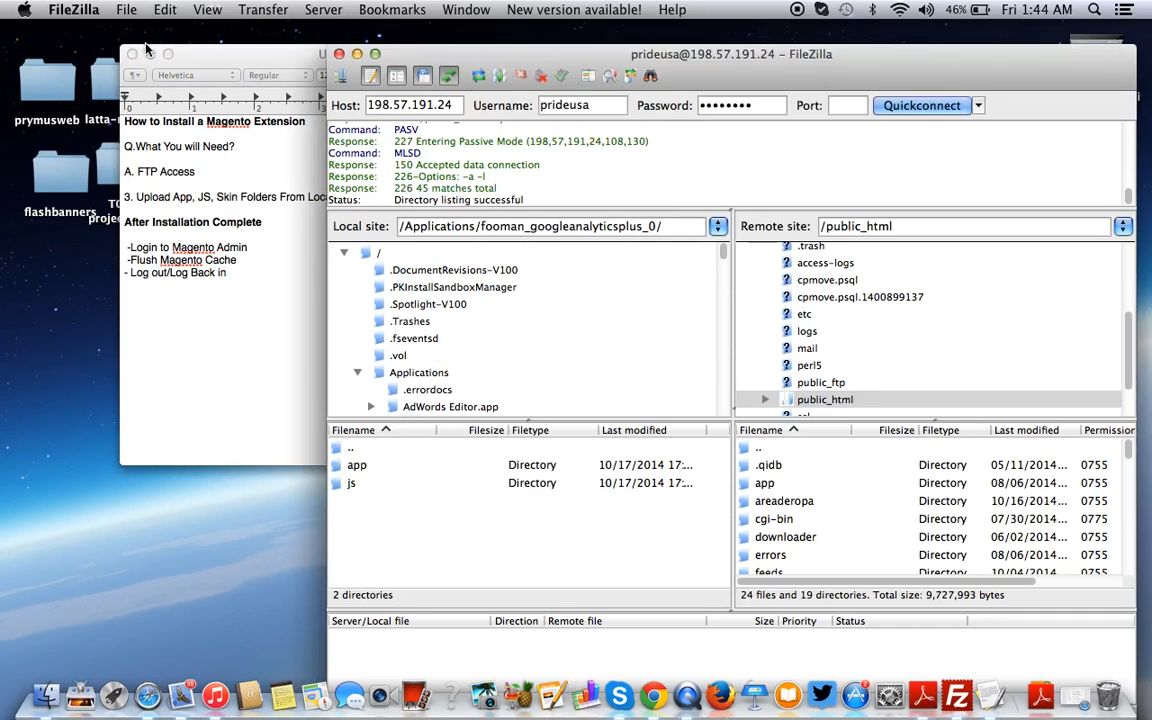 FileZilla File Edit View Transfer Server Bookmarks Window New version available! Help 46% Fri 1:44 AM
prideusa@198.57.191.24 – FileZilla
Helvetica Regular
0 1 2
Host: 198.57.191.24 Username: prideusa Password: •••••••• Port: Quickconnect
How to Install a Magento Extension
Q.What You will Need?
A. FTP Access
3. Upload App, JS, Skin Folders From
After Installation Complete
-Login to Magento Admin
-Flush Magento Cache
- Log out/Log Back in
Command: PASV
Response: 227 Entering Passive Mode (198,57,191,24,108,130)
Command: MLSD
Response: 150 Accepted data connection
Response: 226-Options: -a -l
Response: 226 45 matches total
Status: Directory listing successful
Local site: /Applications/fooman_googleanalyticsplus_0/
Remote site: /public_html
/
.DocumentRevisions-V100
.PKInstallSandboxManager
.Spotlight-V100
.Trashes
.fseventsd
.vol
Applications
.errordocs
AdWords Editor.app
.trash
access-logs
cpmove.psql
cpmove.psql.1400899137
etc
logs
mail
perl5
public_ftp
public_html
Filename Filesize Filetype Last modified
..
app Directory 10/17/2014 17:...
js Directory 10/17/2014 17:...
2 directories
Filename Filesize Filetype Last modified Permission
..
.qidb Directory 05/11/2014... 0755
app Directory 08/06/2014... 0755
areaderopa Directory 10/16/2014... 0755
cgi-bin Directory 07/30/2014... 0775
downloader Directory 06/02/2014... 0755
errors Directory 08/06/2014... 0755
feeds Directory 10/04/2014... 0755
24 files and 19 directories. Total size: 9,727,993 bytes
Server/Local file Direction Remote file Size Priority Status
prymusweb
flashbanners